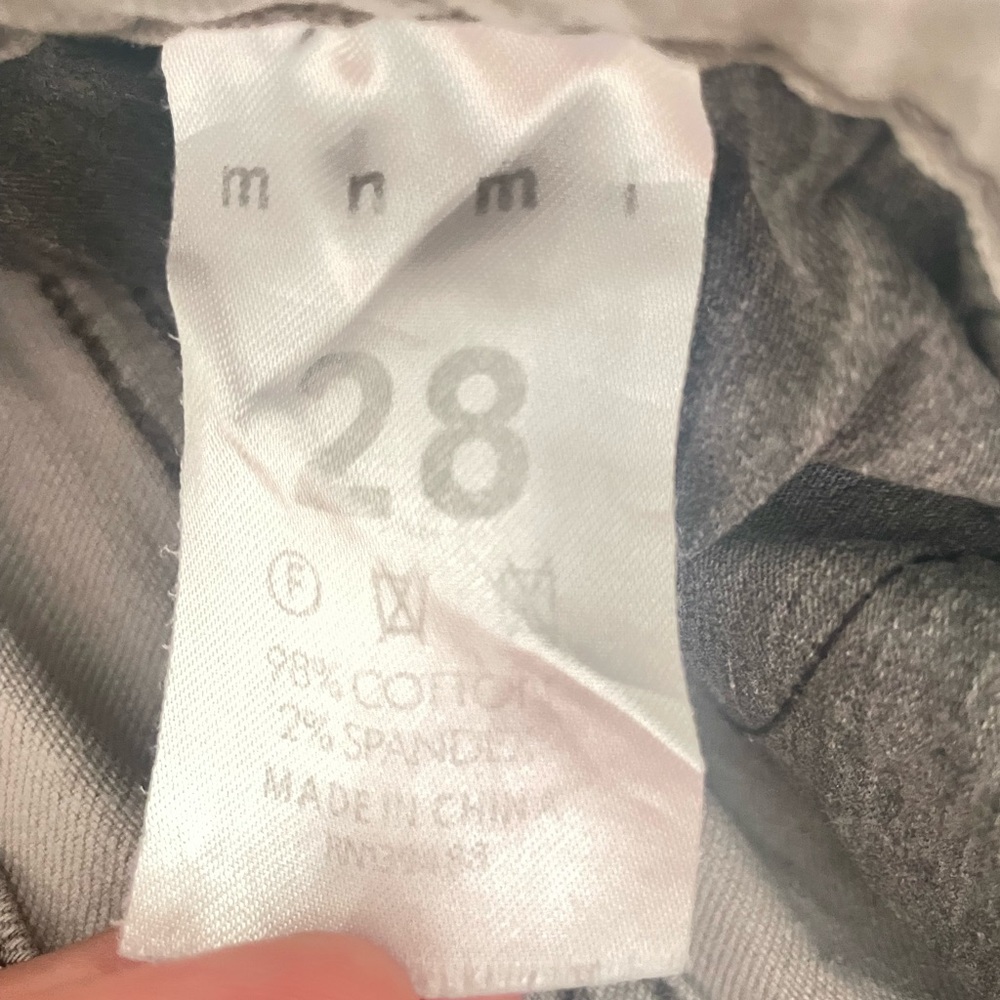 m n m l
28
F
98% COTTON
2% SPANDEX
MADE IN CHINA